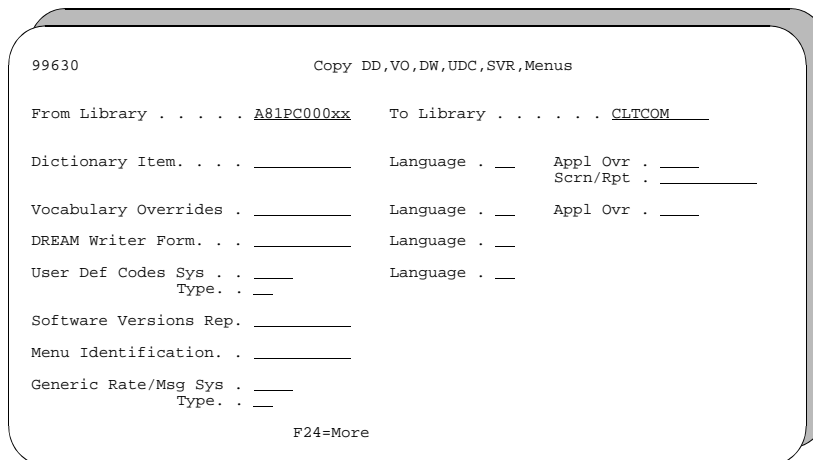 99630 Copy DD,VO,DW,UDC,SVR,Menus
From Library . . . . . A81PC000xx To Library . . . . . . CLTCOM
Dictionary Item. . . . Language . Appl Ovr .
Scrn/Rpt .
Vocabulary Overrides . Language . Appl Ovr .
DREAM Writer Form. . . Language .
User Def Codes Sys . . Language .
Type. .
Software Versions Rep.
Menu Identification. .
Generic Rate/Msg Sys .
Type. .
F24=More